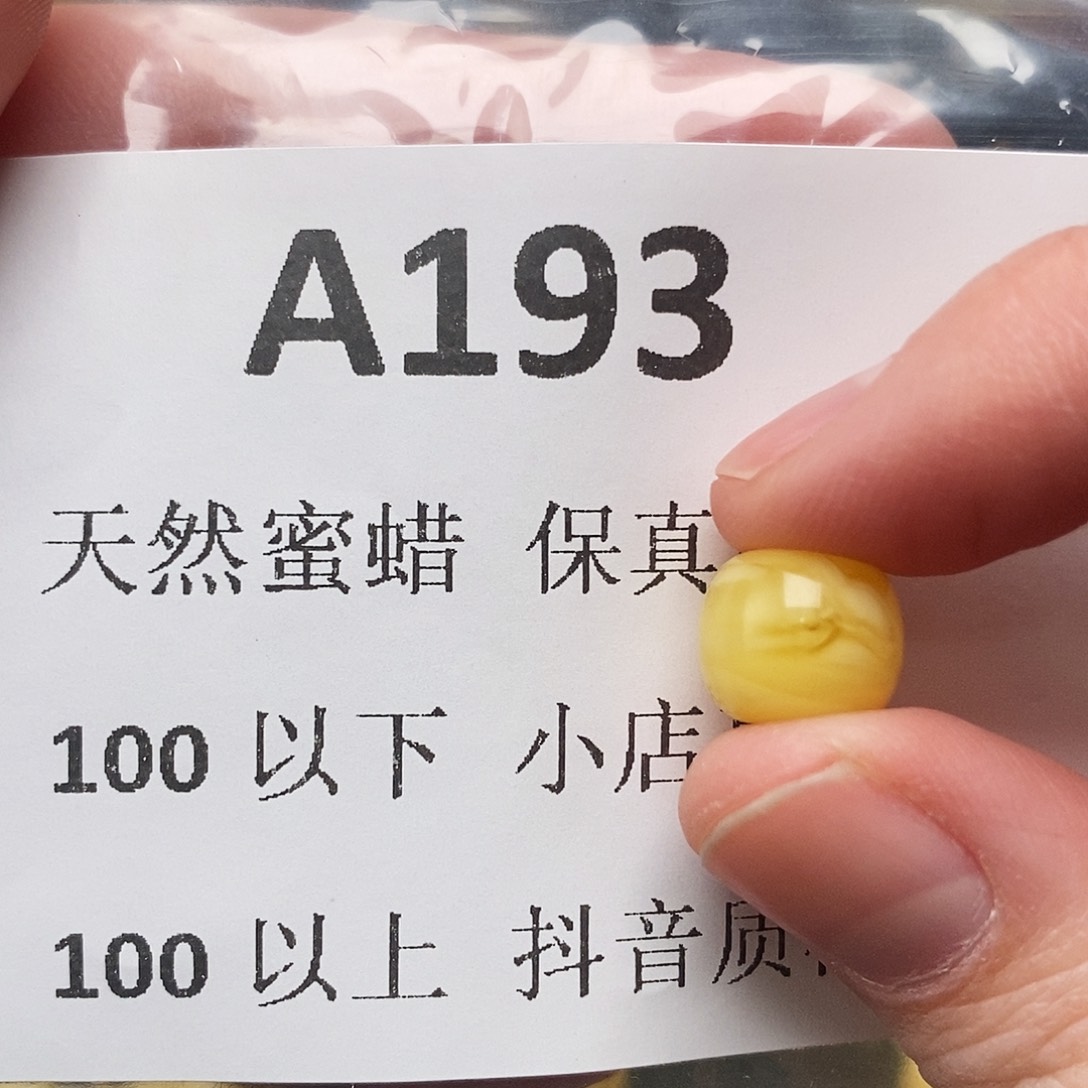 A193
天然蜜蜡 保真
100 以下 小店
100 以上 抖音质